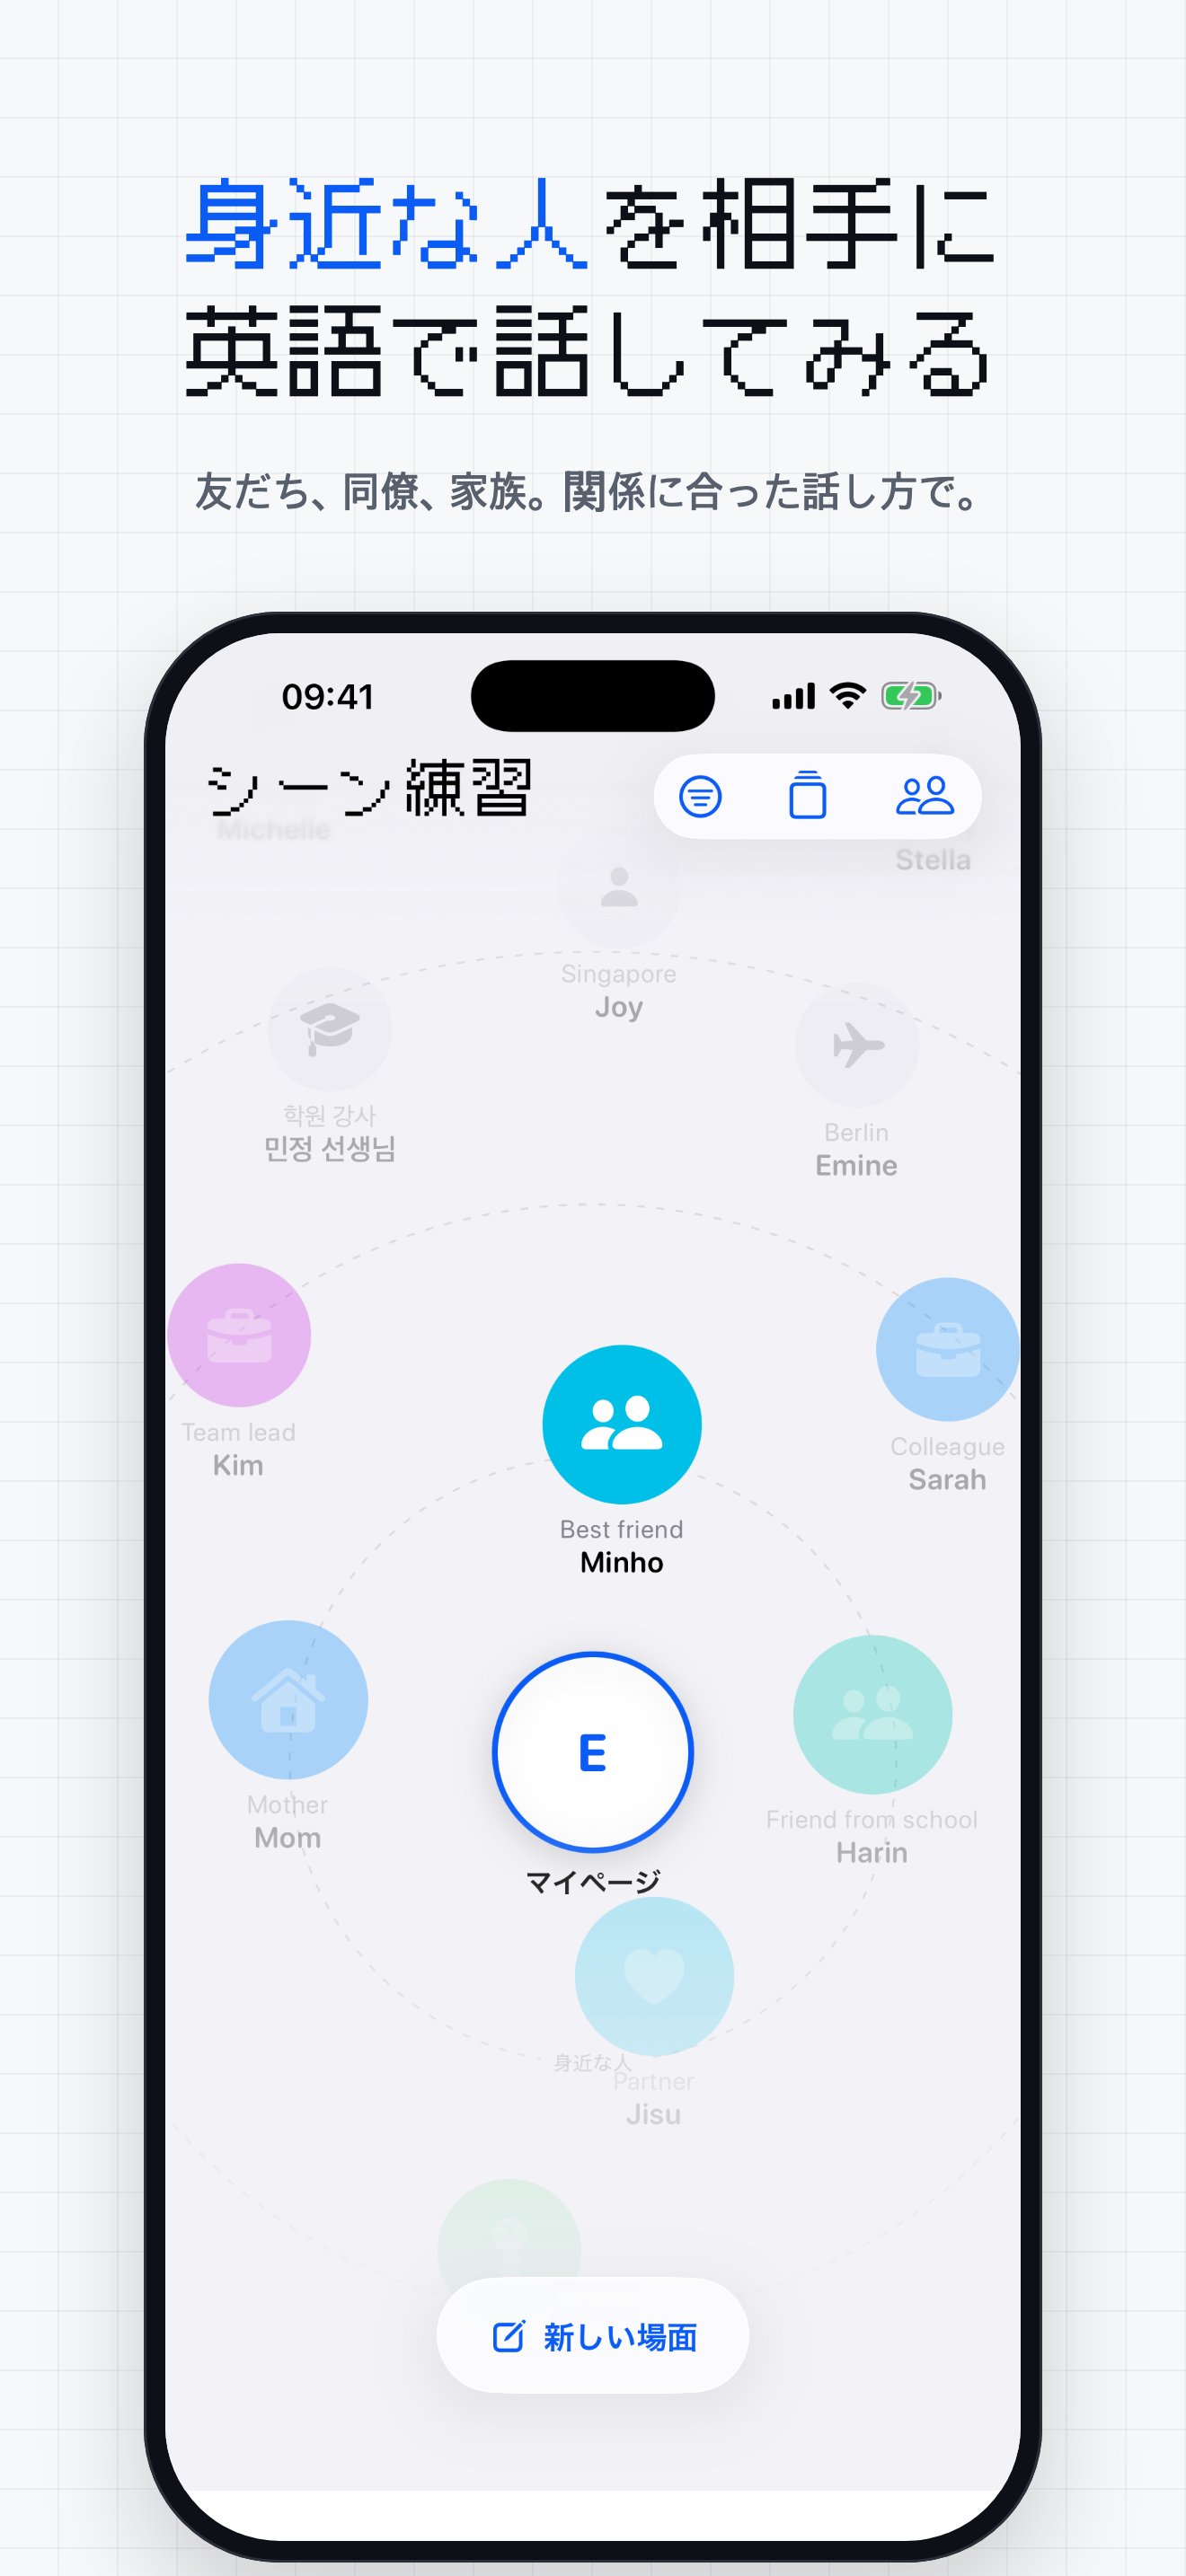 身近な人を相手に
英語で話してみる
友だち、同僚、家族。関係に合った話し方で。
09:41
シーン練習
Michelle
Stella
Singapore
Joy
학원 강사
민정 선생님
Berlin
Emine
Team lead
Kim
Colleague
Sarah
Best friend
Minho
Mother
Mom
E
Friend from school
Harin
マイページ
身近な人
Partner
Jisu
新しい場面